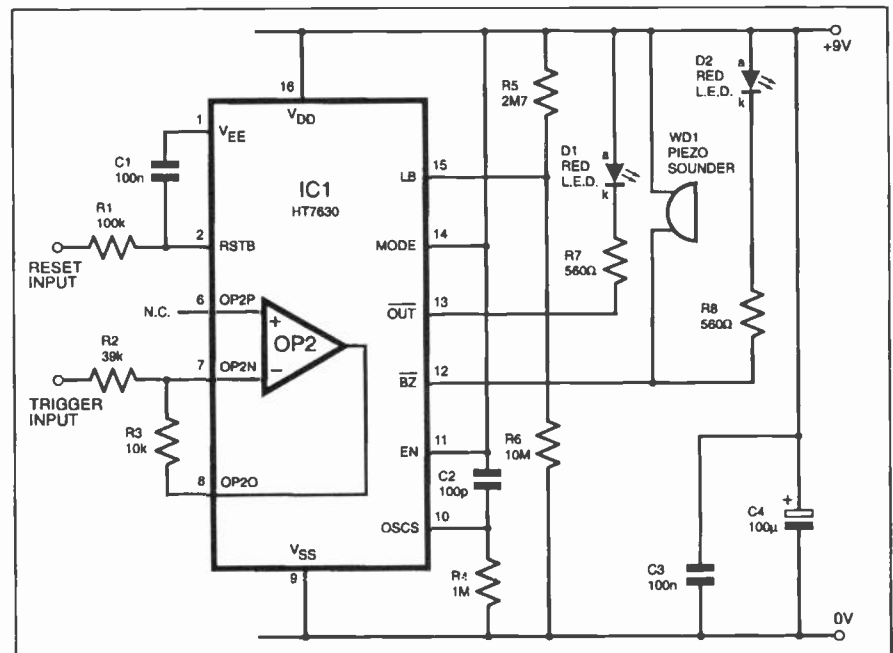 +9V
D2
RED
L.E.D.
a
k
R5
2M7
16
VDD
1
VEE
C1
100n
D1
RED
L.E.D.
a
k
WD1
PIEZO
SOUNDER
IC1
HT7630
15
LB
R1
100k
2
RSTB
14
MODE
RESET
INPUT
R7
560Ω
6
OP2P
N.C.
+
OP2
−
13
OUT
R8
560Ω
R2
39k
7
OP2N
12
BZ
TRIGGER
INPUT
R3
10k
11
EN
R6
10M
8
OP2O
C2
100p
10
OSCS
+
C4
100µ
VSS
9
R4
1M
C3
100n
0V